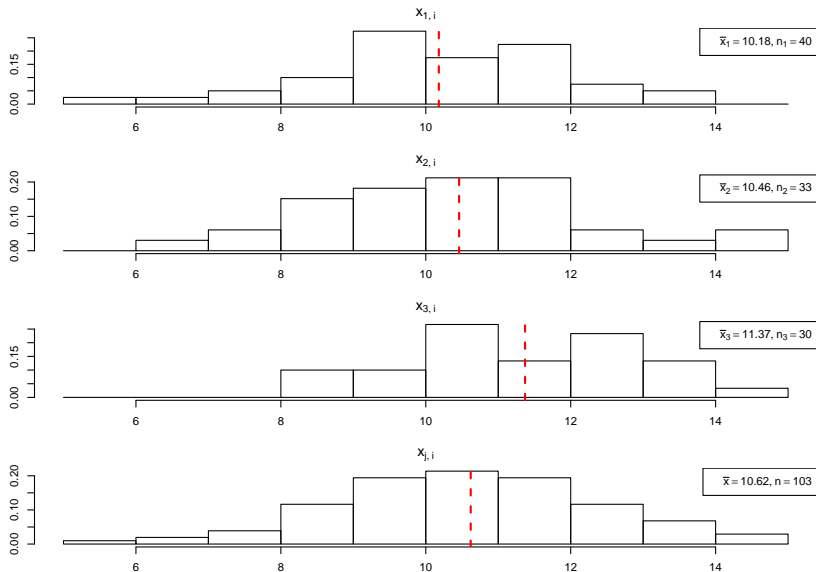 x1, i
x̄1 = 10.18, n1 = 40
0.00 0.15
6 8 10 12 14
x2, i
x̄2 = 10.46, n2 = 33
0.00 0.10 0.20
6 8 10 12 14
x3, i
x̄3 = 11.37, n3 = 30
0.00 0.15
6 8 10 12 14
xj, i
x̄ = 10.62, n = 103
0.00 0.10 0.20
6 8 10 12 14